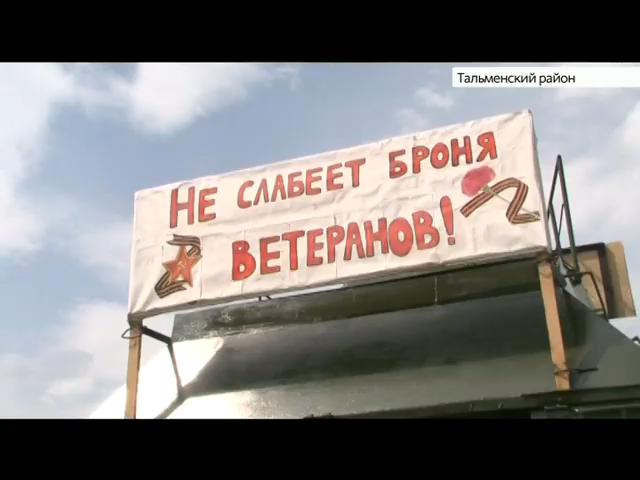 Тальменский район
Не слабеет броня
ветеранов!